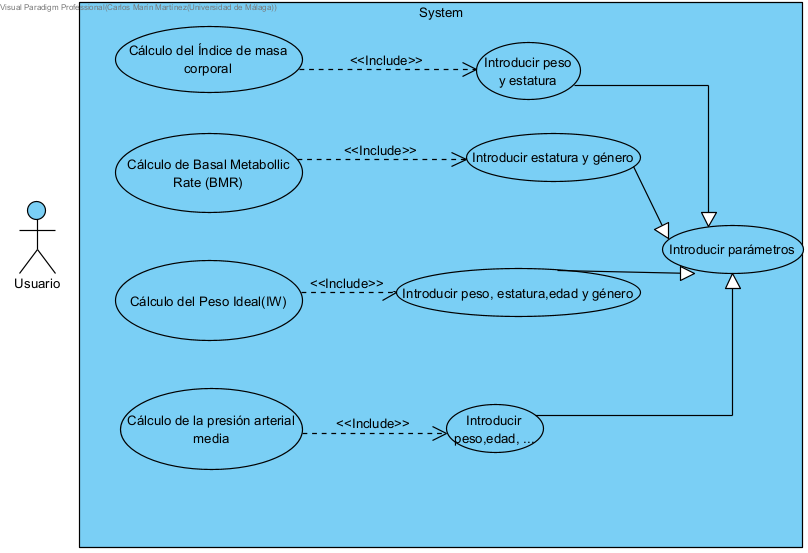 Visual Paradigm Professional(Carlos Marín Martínez(Universidad de Málaga))
System
Cálculo del Índice de masa
corporal
<<Include>>
Introducir peso
y estatura
Cálculo de Basal Metabollic
Rate (BMR)
<<Include>>
Introducir estatura y género
Introducir parámetros
Usuario
Cálculo del Peso Ideal(IW)
<<Include>>
Introducir peso, estatura,edad y género
Cálculo de la presión arterial
media
<<Include>>
Introducir
peso,edad, ...